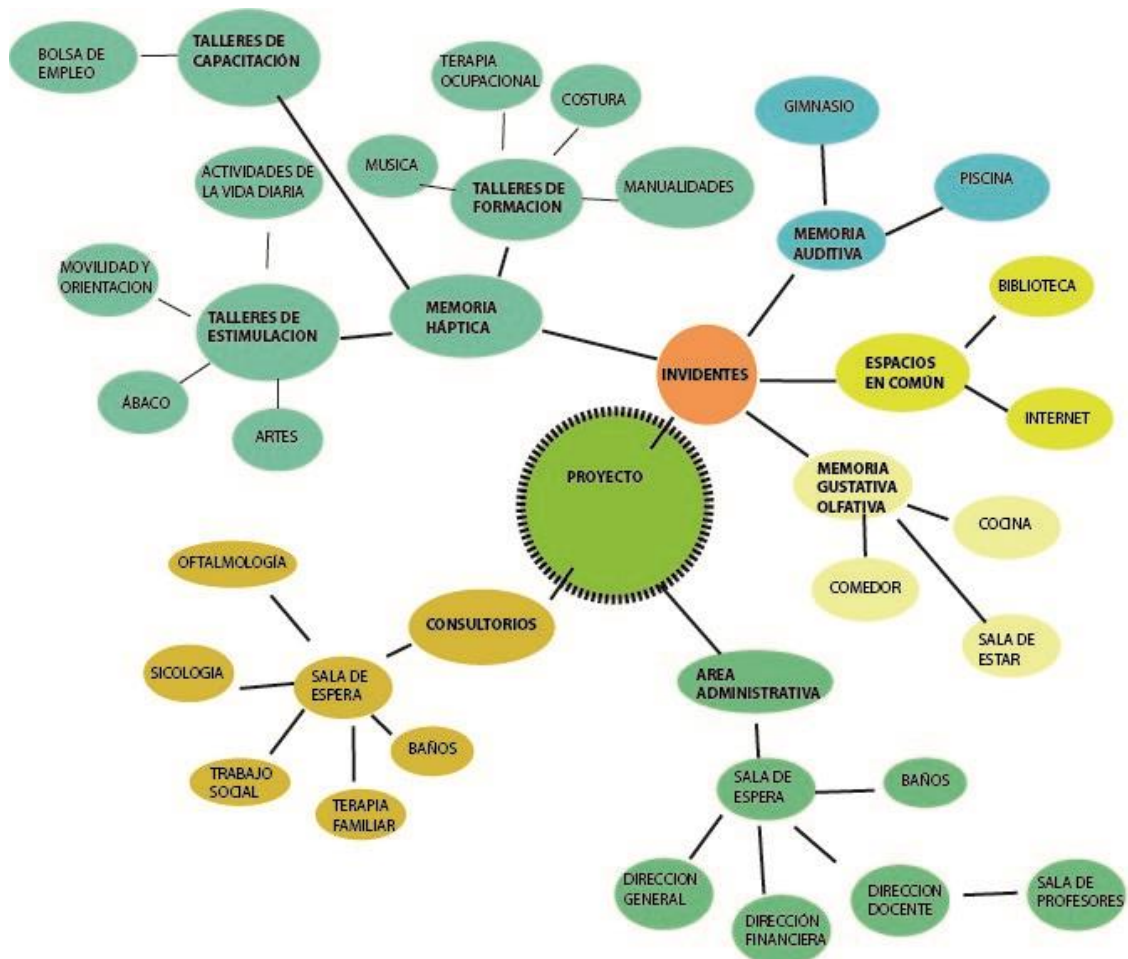 BOLSA DE
EMPLEO
TALLERES DE
CAPACITACIÓN
TERAPIA
OCUPACIONAL
COSTURA
GIMNASIO
ACTIVIDADES DE
LA VIDA DIARIA
MUSICA
TALLERES DE
FORMACION
MANUALIDADES
PISCINA
MEMORIA
AUDITIVA
MOVILIDAD Y
ORIENTACION
TALLERES DE
ESTIMULACION
MEMORIA
HÁPTICA
BIBLIOTECA
INVIDENTES
ESPACIOS
EN COMÚN
ÁBACO
ARTES
INTERNET
PROYECTO
MEMORIA
GUSTATIVA
OLFATIVA
COCINA
COMEDOR
SALA DE
ESTAR
OFTALMOLOGÍA
CONSULTORIOS
SICOLOGIA
SALA DE
ESPERA
BAÑOS
TRABAJO
SOCIAL
TERAPIA
FAMILIAR
AREA
ADMINISTRATIVA
SALA DE
ESPERA
BAÑOS
DIRECCION
GENERAL
DIRECCIÓN
FINANCIERA
DIRECCION
DOCENTE
SALA DE
PROFESORES